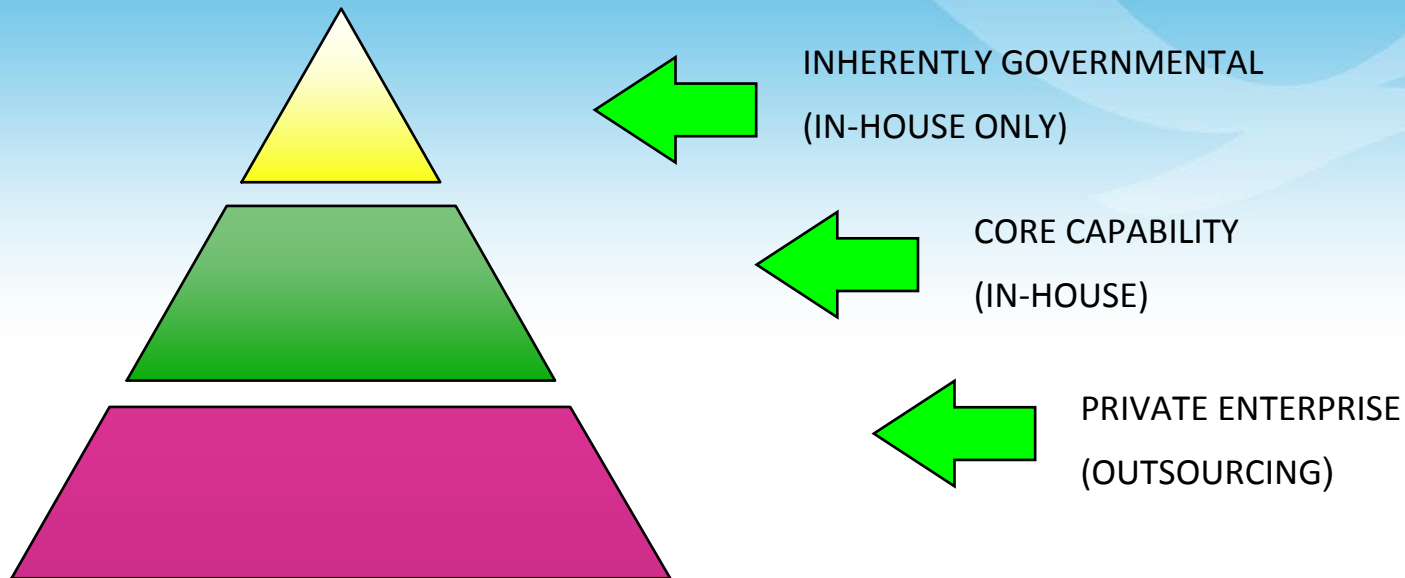 INHERENTLY GOVERNMENTAL
(IN-HOUSE ONLY)
CORE CAPABILITY
(IN-HOUSE)
PRIVATE ENTERPRISE
(OUTSOURCING)